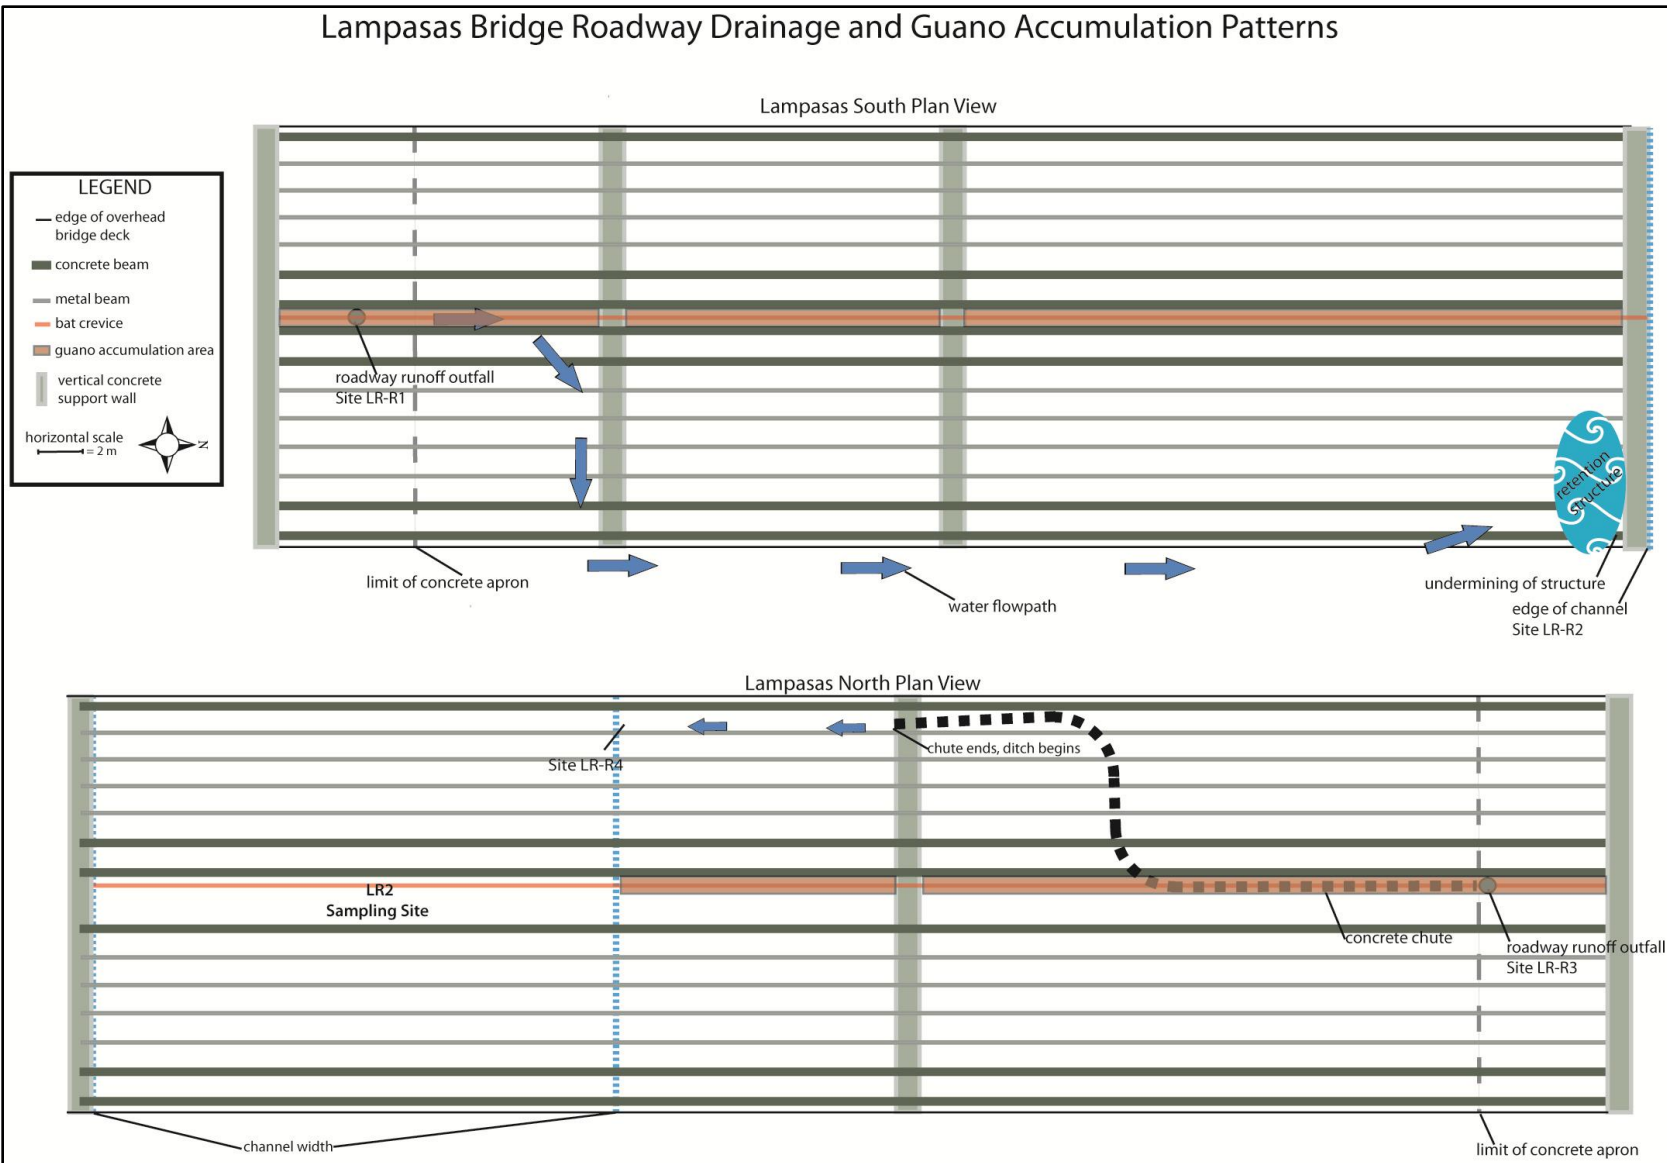 Lampasas Bridge Roadway Drainage and Guano Accumulation Patterns
Lampasas South Plan View
LEGEND
edge of overhead
bridge deck
concrete beam
metal beam
bat crevice
guano accumulation area
vertical concrete
support wall
horizontal scale
= 2 m
N
roadway runoff outfall
Site LR-R1
limit of concrete apron
water flowpath
retention
structure
undermining of structure
edge of channel
Site LR-R2
Lampasas North Plan View
Site LR-R4
chute ends, ditch begins
LR2
Sampling Site
concrete chute
roadway runoff outfall
Site LR-R3
channel width
limit of concrete apron